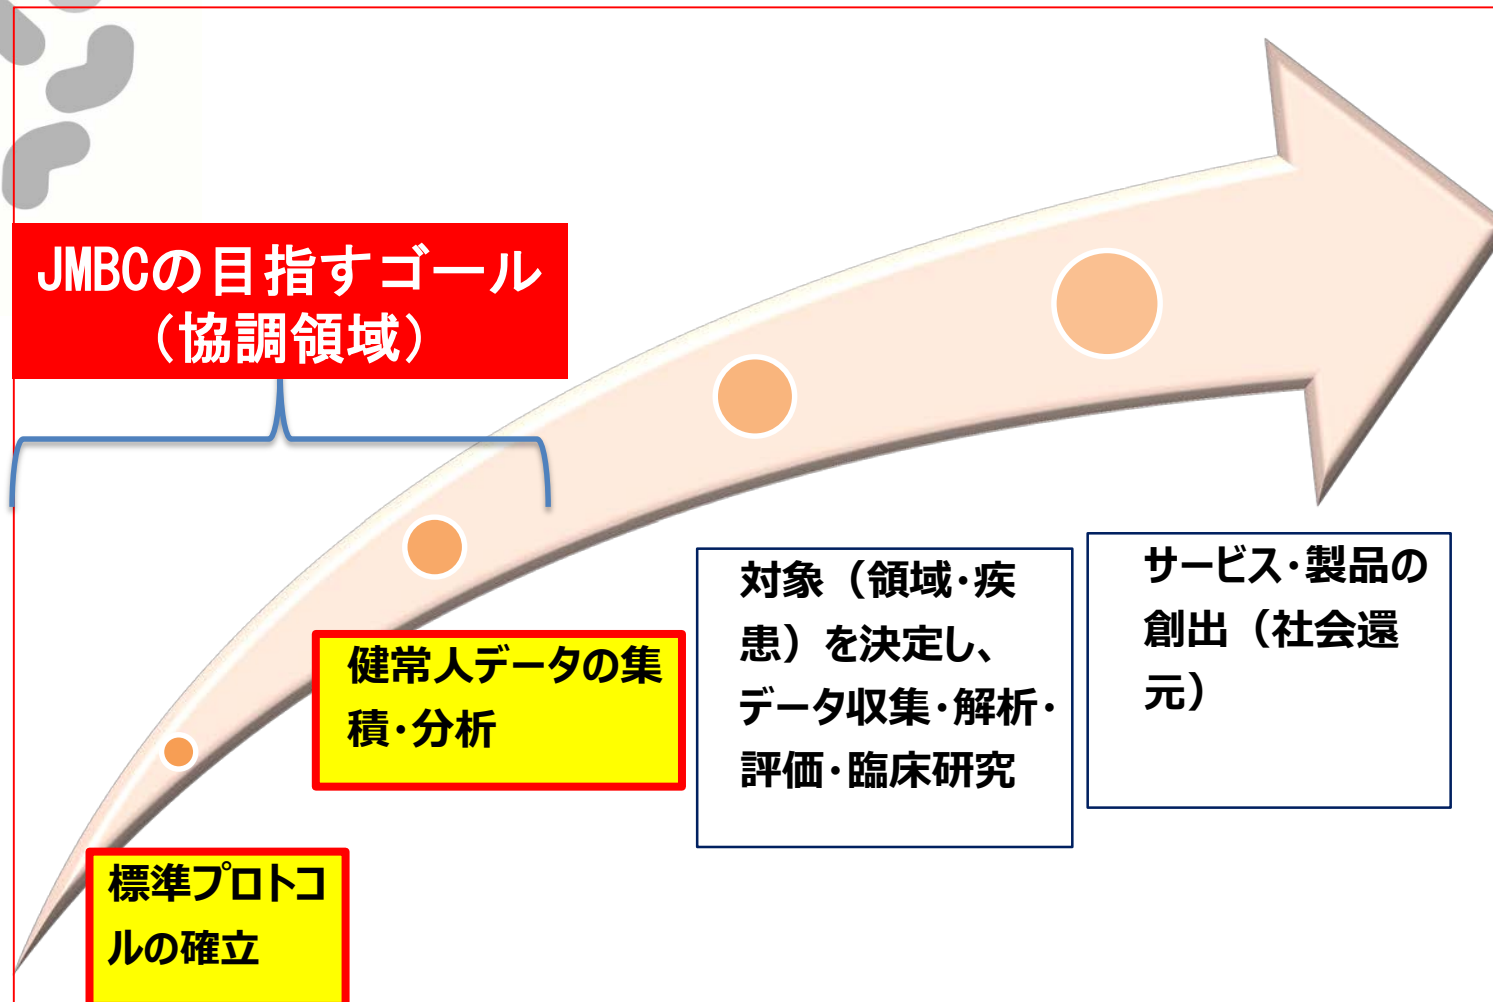 JMBCの目指すゴール
（協調領域）
標準プロトコ
ルの確立
健常人データの集
積・分析
対象（領域・疾
患）を決定し、
データ収集・解析・
評価・臨床研究
サービス・製品の
創出（社会還
元）